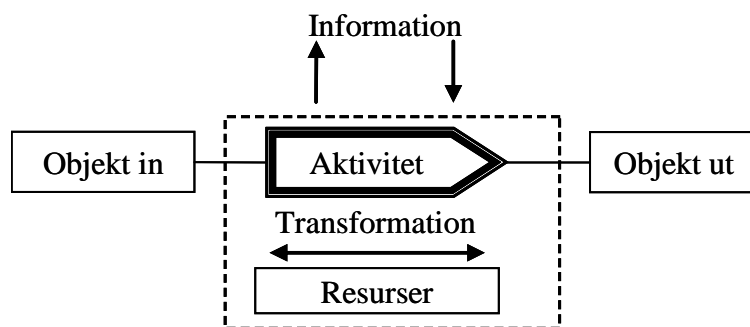 Information
Objekt in
Aktivitet
Objekt ut
Transformation
Resurser